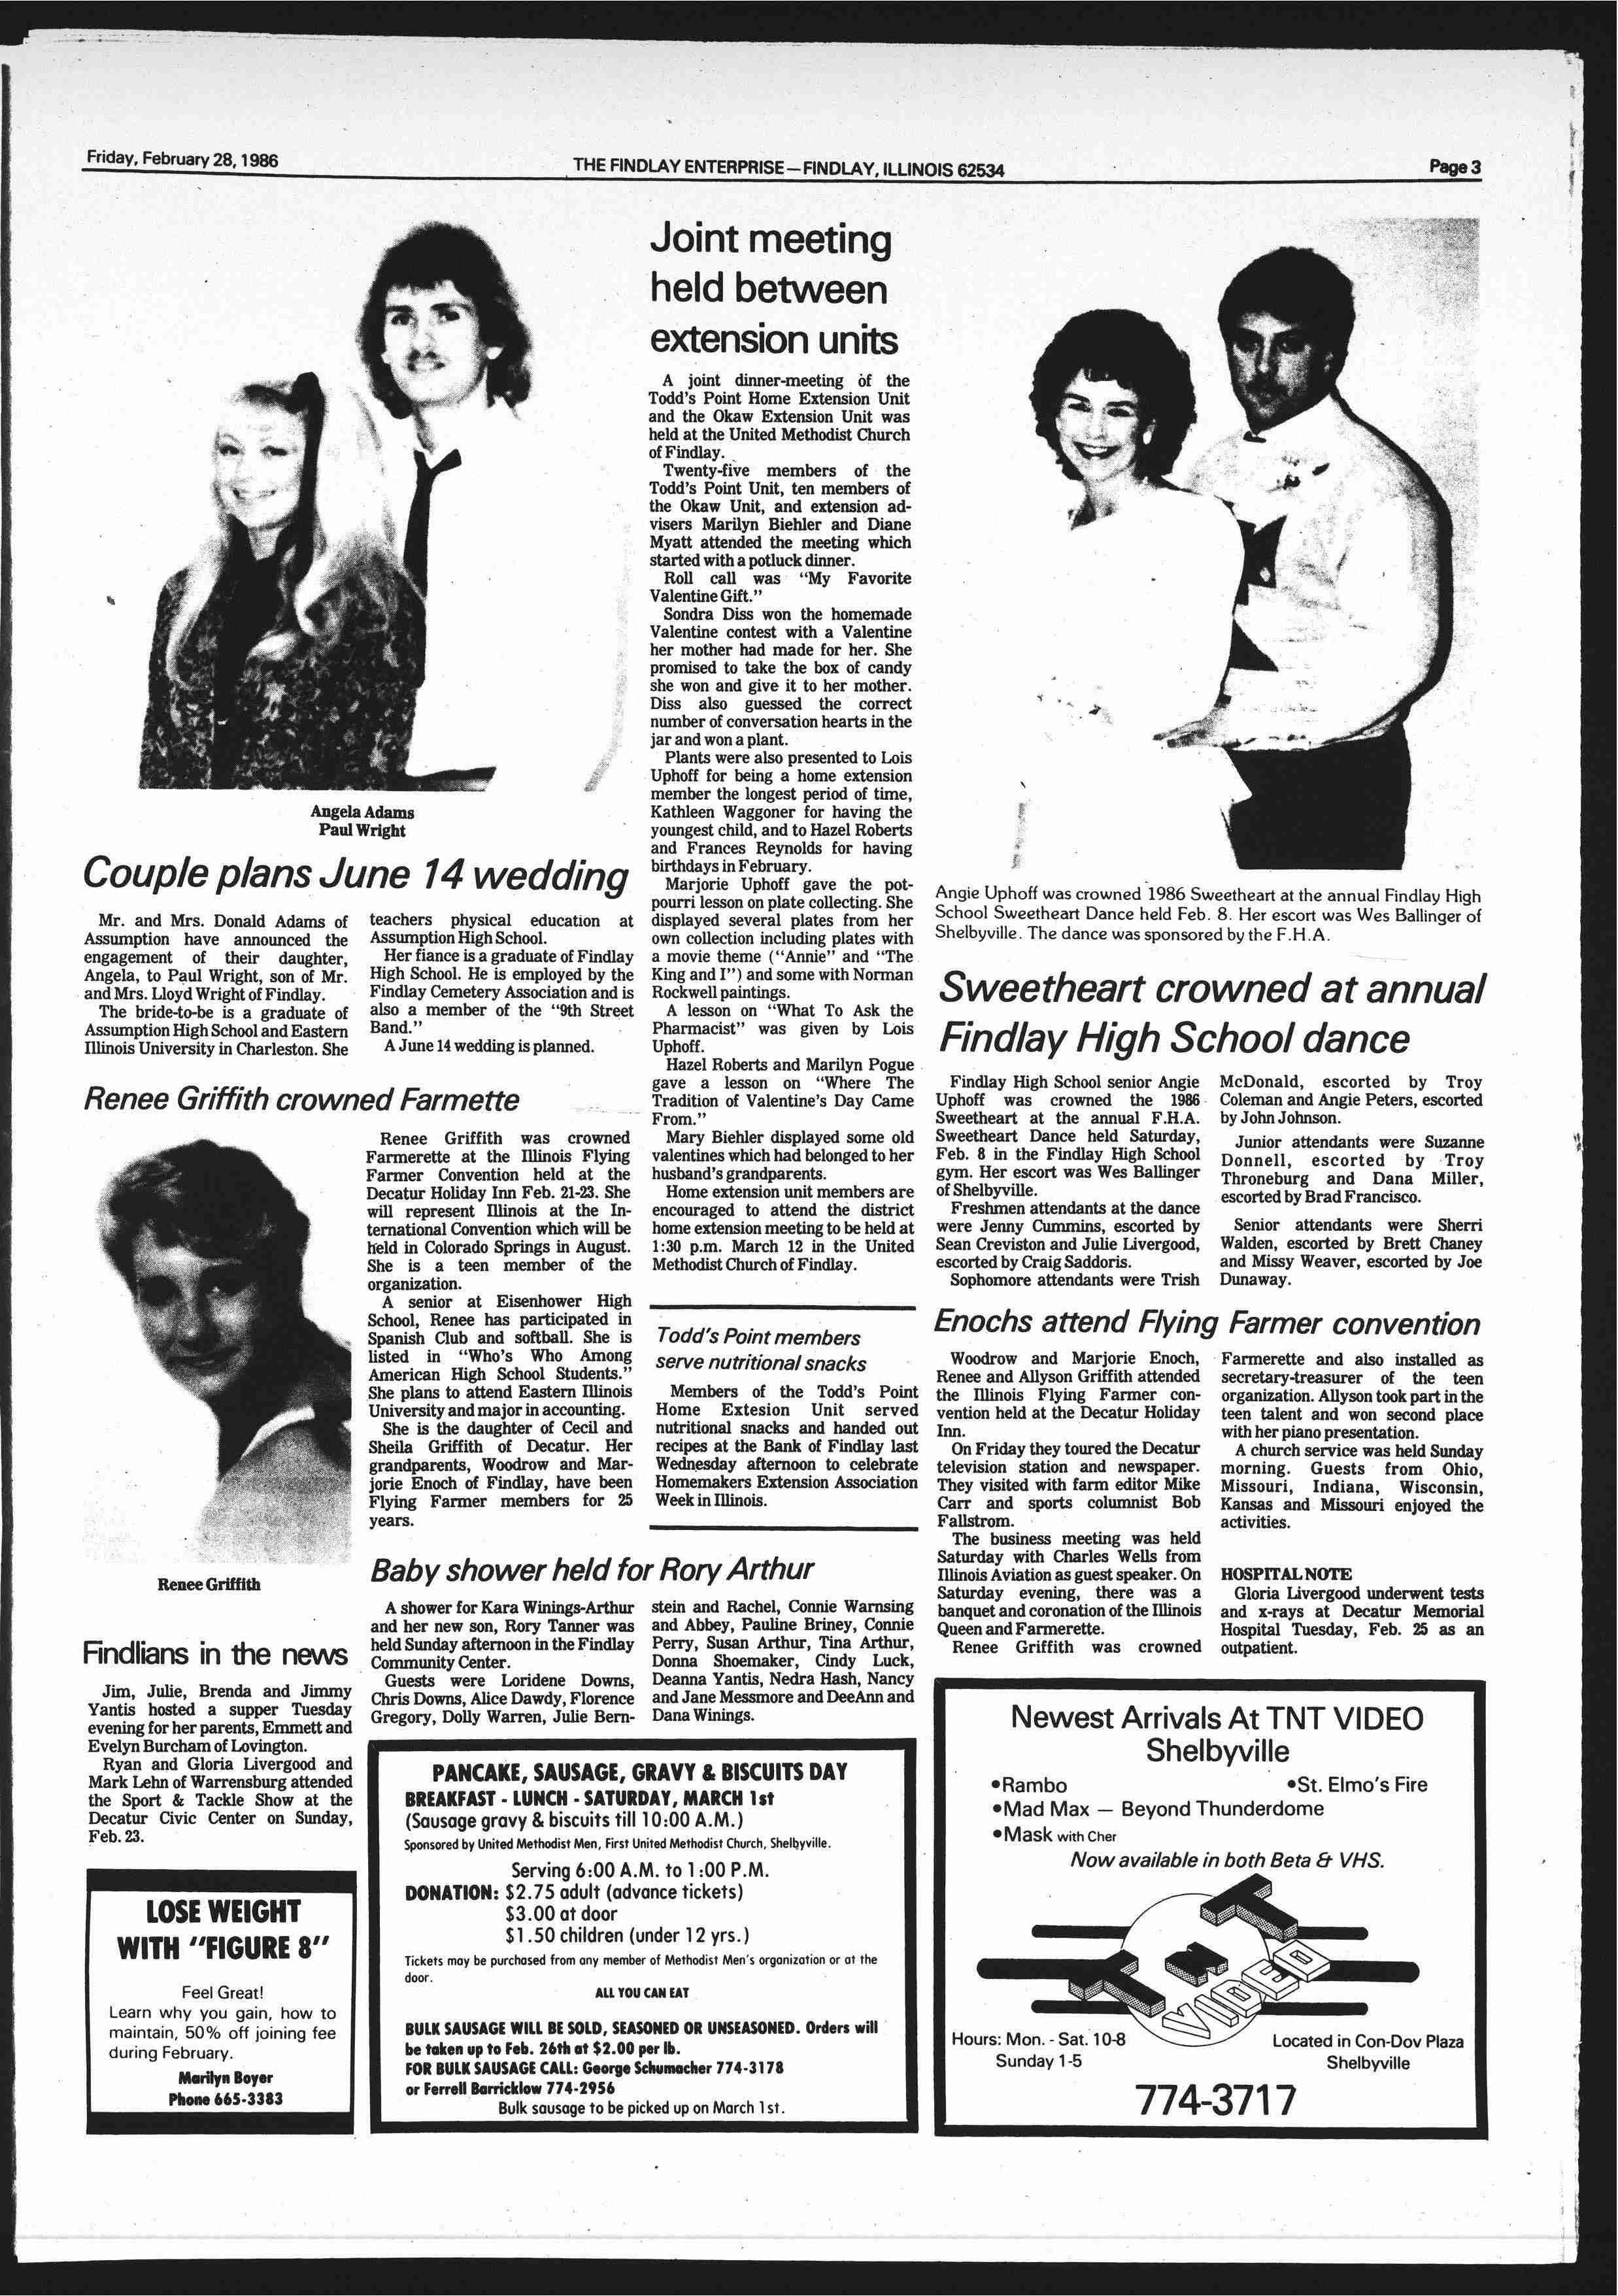 Friday, February 28, 1986
THE FINDLAY ENTERPRISE—FINDLAY, ILLINOIS 62534
Page 3
Angela Adams
Paul Wright
Couple plans June 14 wedding
Mr. and Mrs. Donald Adams of
Assumption have announced the
engagement of their daughter,
Angela, to Paul Wright, son of Mr.
and Mrs. Lloyd Wright of Findlay.
The bride-to-be is a graduate of
Assumption High School and Eastern
Illinois University in Charleston. She
teachers physical education at
Assumption High School.
Her fiance is a graduate of Findlay
High School. He is employed by the
Findlay Cemetery Association and is
also a member of the "9th Street
Band."
A June 14 wedding is planned.
Renee Griffith crowned Farmette
Renee Griffith
Renee Griffith was crowned
Farmerette at the Illinois Flying
Farmer Convention held at the
Decatur Holiday Inn Feb. 21-23. She
will represent Illinois at the In-
ternational Convention which will be
held in Colorado Springs in August.
She is a teen member of the
organization.
A senior at Eisenhower High
School, Renee has participated in
Spanish Club and softball. She is
listed in "Who's Who Among
American High School Students."
She plans to attend Eastern Illinois
University and major in accounting.
She is the daughter of Cecil and
Sheila Griffith of Decatur. Her
grandparents, Woodrow and Mar-
jorie Enoch of Findlay, have been
Flying Farmer members for 25
years.
Findlians in the news
Jim, Julie, Brenda and Jimmy
Yantis hosted a supper Tuesday
evening for her parents, Emmett and
Evelyn Burcham of Lovington.
Ryan and Gloria Livergood and
Mark Lehn of Warrensburg attended
the Sport & Tackle Show at the
Decatur Civic Center on Sunday,
Feb. 23.
LOSE WEIGHT
WITH "FIGURE 8"
Feel Great!
Learn why you gain, how to
maintain, 50% off joining fee
during February.
Marilyn Boyer
Phone 665-3383
Joint meeting
held between
extension units
A joint dinner-meeting of the
Todd's Point Home Extension Unit
and the Okaw Extension Unit was
held at the United Methodist Church
of Findlay.
Twenty-five members of the
Todd's Point Unit, ten members of
the Okaw Unit, and extension ad-
visers Marilyn Biehler and Diane
Myatt attended the meeting which
started with a potluck dinner.
Roll call was "My Favorite
Valentine Gift."
Sondra Diss won the homemade
Valentine contest with a Valentine
her mother had made for her. She
promised to take the box of candy
she won and give it to her mother.
Diss also guessed the correct
number of conversation hearts in the
jar and won a plant.
Plants were also presented to Lois
Uphoff for being a home extension
member the longest period of time,
Kathleen Waggoner for having the
youngest child, and to Hazel Roberts
and Frances Reynolds for having
birthdays in February.
Marjorie Uphoff gave the pot-
pourri lesson on plate collecting. She
displayed several plates from her
own collection including plates with
a movie theme ("Annie" and "The
King and I") and some with Norman
Rockwell paintings.
A lesson on "What To Ask the
Pharmacist" was given by Lois
Uphoff.
Hazel Roberts and Marilyn Pogue
gave a lesson on "Where The
Tradition of Valentine's Day Came
From."
Mary Biehler displayed some old
valentines which had belonged to her
husband's grandparents.
Home extension unit members are
encouraged to attend the district
home extension meeting to be held at
1:30 p.m. March 12 in the United
Methodist Church of Findlay.
Todd's Point members
serve nutritional snacks
Members of the Todd's Point
Home Extesion Unit served
nutritional snacks and handed out
recipes at the Bank of Findlay last
Wednesday afternoon to celebrate
Homemakers Extension Association
Week in Illinois.
Baby shower held for Rory Arthur
A shower for Kara Winings-Arthur
and her new son, Rory Tanner was
held Sunday afternoon in the Findlay
Community Center.
Guests were Loridene Downs,
Chris Downs, Alice Dawdy, Florence
Gregory, Dolly Warren, Julie Bern-
stein and Rachel, Connie Warnsing
and Abbey, Pauline Briney, Connie
Perry, Susan Arthur, Tina Arthur,
Donna Shoemaker, Cindy Luck,
Deanna Yantis, Nedra Hash, Nancy
and Jane Messmore and DeeAnn and
Dana Winings.
PANCAKE, SAUSAGE, GRAVY & BISCUITS DAY
BREAKFAST - LUNCH - SATURDAY, MARCH 1st
(Sausage gravy & biscuits till 10:00 A.M.)
Sponsored by United Methodist Men, First United Methodist Church, Shelbyville.
Serving 6:00 A.M. to 1:00 P.M.
DONATION: $2.75 adult (advance tickets)
$3.00 at door
$1.50 children (under 12 yrs.)
Tickets may be purchased from any member of Methodist Men's organization or at the
door.
ALL YOU CAN EAT
BULK SAUSAGE WILL BE SOLD, SEASONED OR UNSEASONED. Orders will
be taken up to Feb. 26th at $2.00 per lb.
FOR BULK SAUSAGE CALL: George Schumacher 774-3178
or Ferrell Barricklow 774-2956
Bulk sausage to be picked up on March 1st.
Angie Uphoff was crowned 1986 Sweetheart at the annual Findlay High
School Sweetheart Dance held Feb. 8. Her escort was Wes Ballinger of
Shelbyville. The dance was sponsored by the F.H.A.
Sweetheart crowned at annual
Findlay High School dance
Findlay High School senior Angie
Uphoff was crowned the 1986
Sweetheart at the annual F.H.A.
Sweetheart Dance held Saturday,
Feb. 8 in the Findlay High School
gym. Her escort was Wes Ballinger
of Shelbyville.
Freshmen attendants at the dance
were Jenny Cummins, escorted by
Sean Creviston and Julie Livergood,
escorted by Craig Saddoris.
Sophomore attendants were Trish
McDonald, escorted by Troy
Coleman and Angie Peters, escorted
by John Johnson.
Junior attendants were Suzanne
Donnell, escorted by Troy
Throneburg and Dana Miller,
escorted by Brad Francisco.
Senior attendants were Sherri
Walden, escorted by Brett Chaney
and Missy Weaver, escorted by Joe
Dunaway.
Enochs attend Flying Farmer convention
Woodrow and Marjorie Enoch,
Renee and Allyson Griffith attended
the Illinois Flying Farmer con-
vention held at the Decatur Holiday
Inn.
On Friday they toured the Decatur
television station and newspaper.
They visited with farm editor Mike
Carr and sports columnist Bob
Fallstrom.
The business meeting was held
Saturday with Charles Wells from
Illinois Aviation as guest speaker. On
Saturday evening, there was a
banquet and coronation of the Illinois
Queen and Farmerette.
Renee Griffith was crowned
Farmerette and also installed as
secretary-treasurer of the teen
organization. Allyson took part in the
teen talent and won second place
with her piano presentation.
A church service was held Sunday
morning. Guests from Ohio,
Missouri, Indiana, Wisconsin,
Kansas and Missouri enjoyed the
activities.
HOSPITAL NOTE
Gloria Livergood underwent tests
and x-rays at Decatur Memorial
Hospital Tuesday, Feb. 25 as an
outpatient.
Newest Arrivals At TNT VIDEO
Shelbyville
•Rambo
•St. Elmo's Fire
•Mad Max — Beyond Thunderdome
•Mask with Cher
Now available in both Beta & VHS.
TNT
VIDEO
Hours: Mon. - Sat. 10-8
Sunday 1-5
Located in Con-Dov Plaza
Shelbyville
774-3717